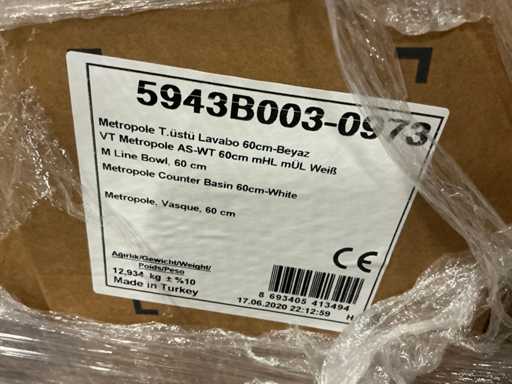 5943B003-0973
Metropole T.üstü Lavabo 60cm-Beyaz
VT Metropole AS-WT 60cm mHL mÜL Weiß
M Line Bowl, 60 cm
Metropole Counter Basin 60cm-White
Metropole, Vasque, 60 cm
Ağırlık/Gewicht/Weight/
Poids/Peso
12,934 kg ± %10
Made in Turkey
CE
8 693405 413494
17.06.2020 22:12:59 H